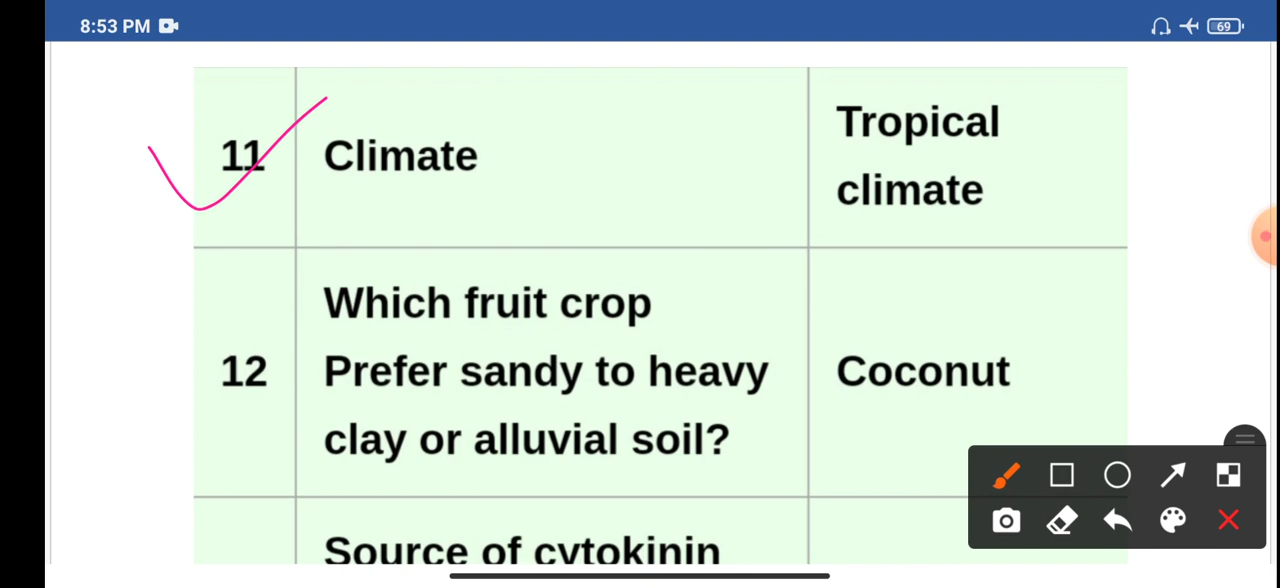 8:53 PM
69
11
Climate
Tropical
climate
12
Which fruit crop
Prefer sandy to heavy
clay or alluvial soil?
Coconut
Source of cytokinin